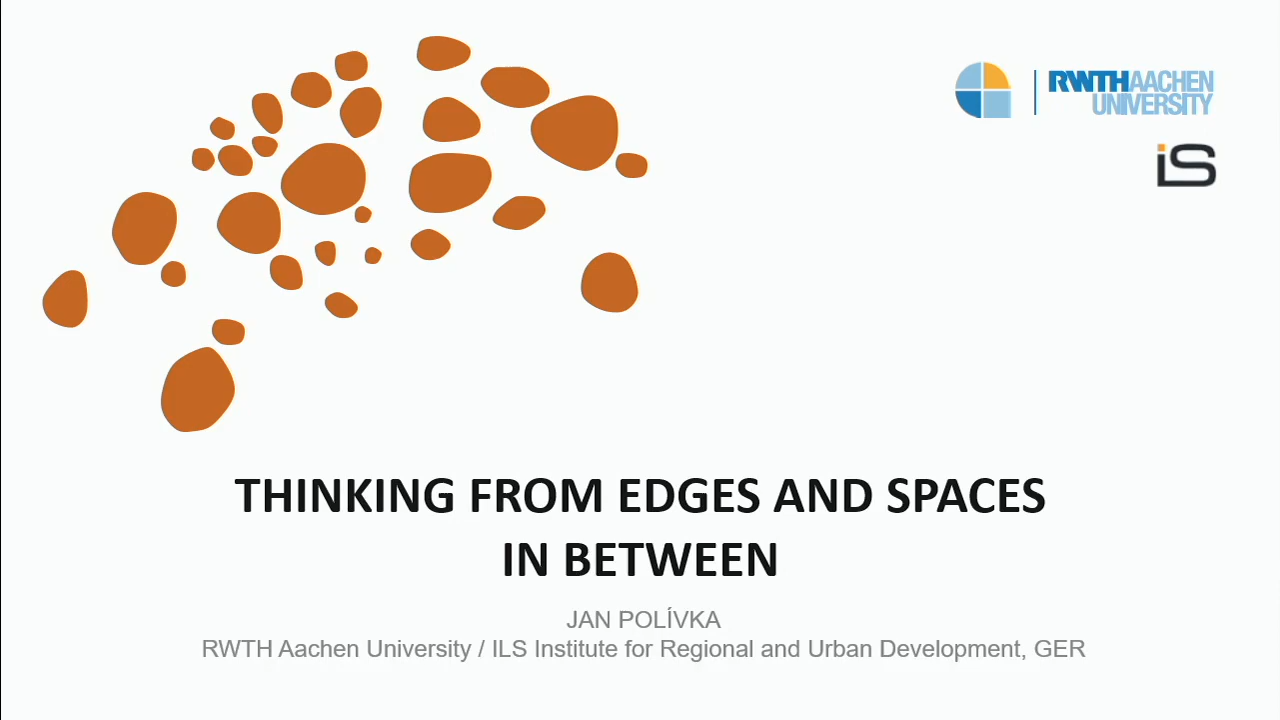 RWTHAACHEN
UNIVERSITY
iLS
THINKING FROM EDGES AND SPACES
IN BETWEEN
JAN POLÍVKA
RWTH Aachen University / ILS Institute for Regional and Urban Development, GER